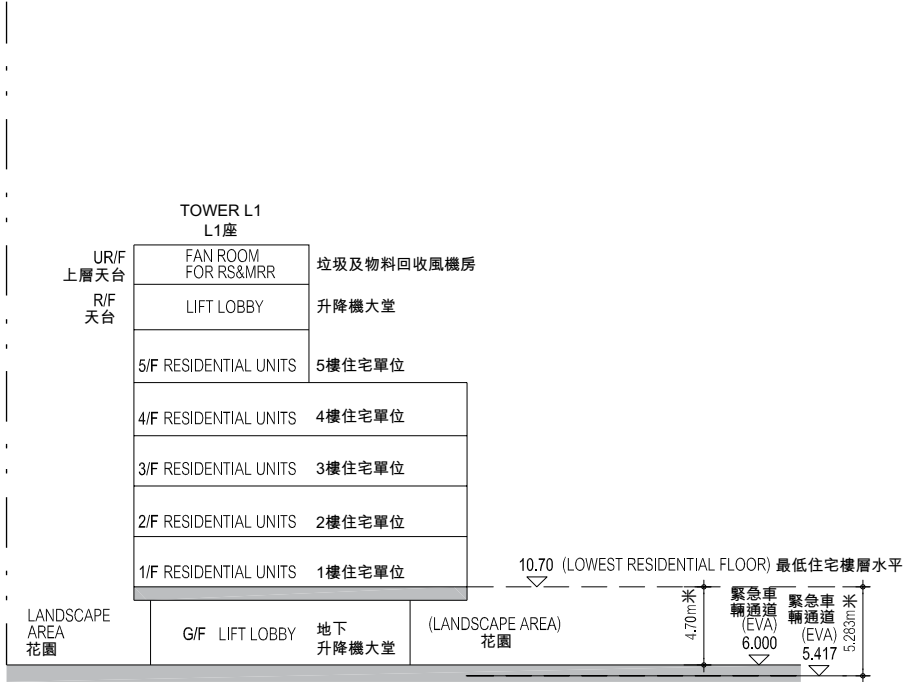 TOWER L1
L1座
UR/F
上層天台
FAN ROOM
FOR RS&MRR
垃圾及物料回收風機房
R/F
天台
LIFT LOBBY
升降機大堂
5/F RESIDENTIAL UNITS 5樓住宅單位
4/F RESIDENTIAL UNITS 4樓住宅單位
3/F RESIDENTIAL UNITS 3樓住宅單位
2/F RESIDENTIAL UNITS 2樓住宅單位
1/F RESIDENTIAL UNITS 1樓住宅單位
10.70 (LOWEST RESIDENTIAL FLOOR) 最低住宅樓層水平
LANDSCAPE
AREA
花園
G/F LIFT LOBBY
地下
升降機大堂
(LANDSCAPE AREA)
花園
4.70m米
緊急車
輛通道
(EVA)
6.000
緊急車
輛通道
(EVA)
5.417
5.283m米